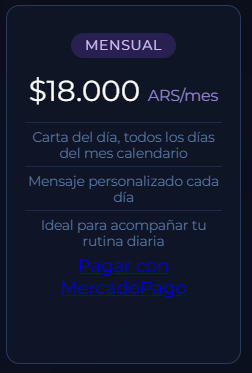 MENSUAL
$18.000 ARS/mes
Carta del día, todos los días
del mes calendario
Mensaje personalizado cada
día
Ideal para acompañar tu
rutina diaria
Pagar con
MercadoPago